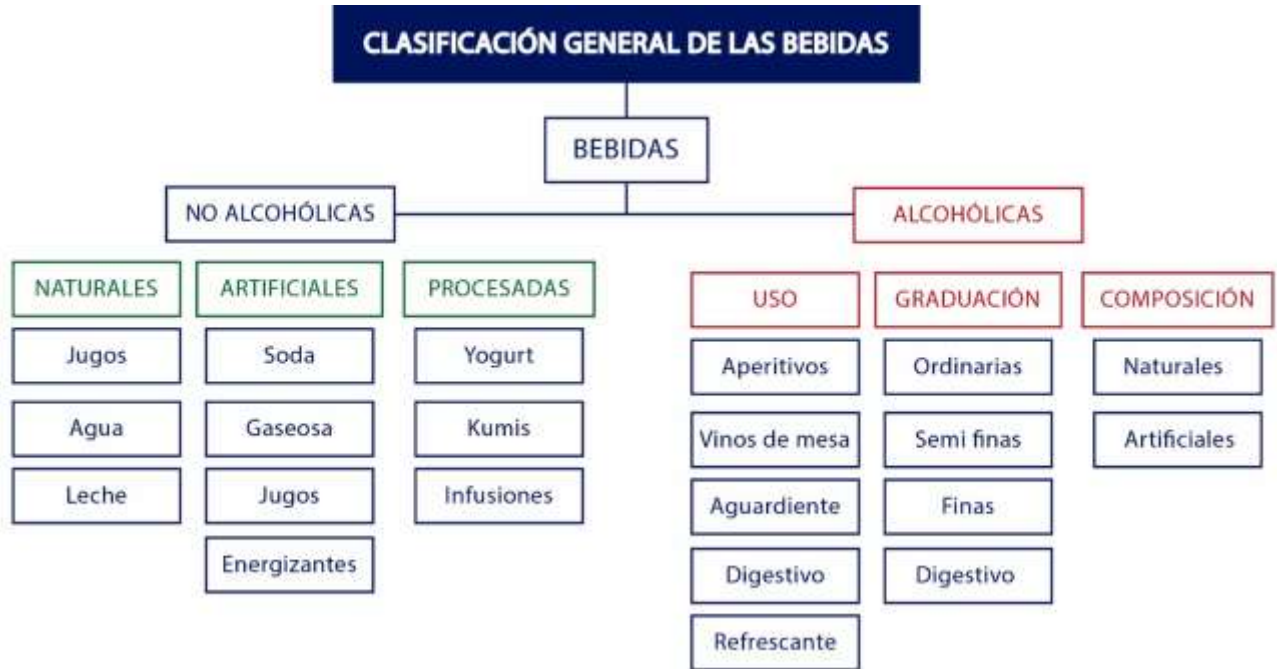 CLASIFICACIÓN GENERAL DE LAS BEBIDAS
BEBIDAS
NO ALCOHÓLICAS
ALCOHÓLICAS
NATURALES
ARTIFICIALES
PROCESADAS
Jugos
Soda
Yogurt
Agua
Gaseosa
Kumis
Leche
Jugos
Infusiones
Energizantes
USO
GRADUACIÓN
COMPOSICIÓN
Aperitivos
Ordinarias
Naturales
Vinos de mesa
Semi finas
Artificiales
Aguardiente
Finas
Digestivo
Digestivo
Refrescante